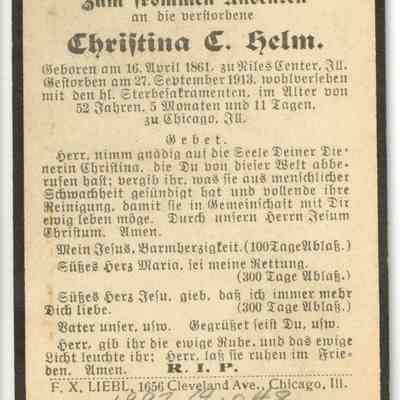 Zum frommen Andenken
an die verstorbene
Christina C. Helm.
Geboren am 16. April 1861, zu Niles Center, Ill.
Gestorben am 27. September 1913, wohlversehen
mit den hl. Sterbesakramenten, im Alter von
52 Jahren, 5 Monaten und 11 Tagen,
zu Chicago, Ill.
Gebet.
Herr, nimm gnädig auf die Seele Deiner Die-
nerin Christina, die Du von dieser Welt abbe-
rufen hast; vergib ihr, was sie aus menschlicher
Schwachheit gesündigt hat und vollende ihre
Reinigung, damit sie in Gemeinschaft mit Dir
ewig leben möge. Durch unsern Herrn Jesum
Christum. Amen.
Mein Jesus, Barmherzigkeit. (100 Tage Ablaß.)
Süßes Herz Maria, sei meine Rettung.
(300 Tage Ablaß.)
Süßes Herz Jesu, gieb, daß ich immer mehr
Dich liebe. (300 Tage Ablaß.)
Vater unser, usw. Gegrüßet seist Du, usw.
Herr, gib ihr die ewige Ruhe, und das ewige
Licht leuchte ihr; Herr, laß sie ruhen im Frie-
den. Amen. R. I. P.
F. X. LIEBL, 1656 Cleveland Ave., Chicago, Ill.